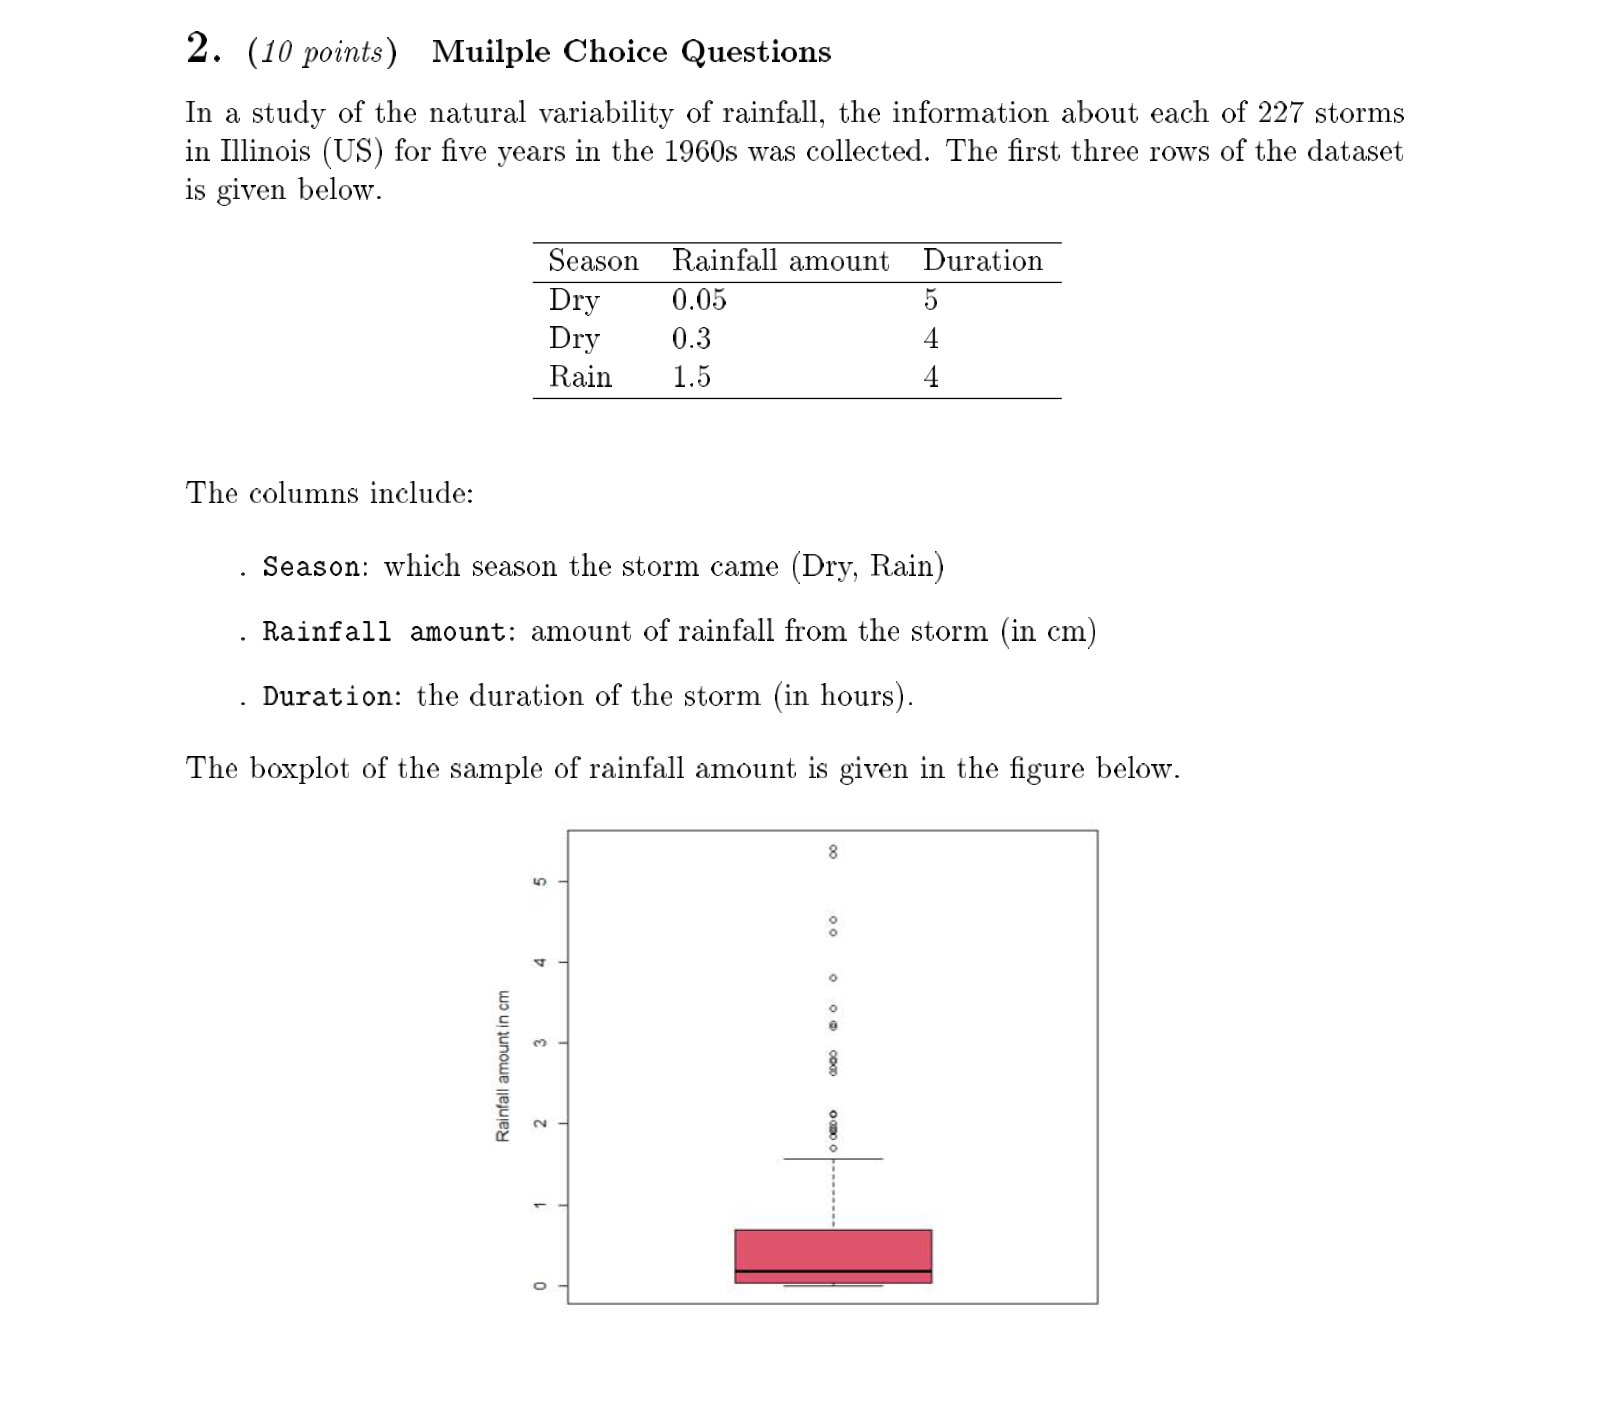 2. (10 points) Muilple Choice Questions
In a study of the natural variability of rainfall, the information about each of 227 storms
in Illinois (US) for five years in the 1960s was collected. The first three rows of the dataset
is given below.
Season Rainfall amount Duration
Dry 0.05 5
Dry 0.3 4
Rain 1.5 4
The columns include:
. Season: which season the storm came (Dry, Rain)
. Rainfall amount: amount of rainfall from the storm (in cm)
. Duration: the duration of the storm (in hours).
The boxplot of the sample of rainfall amount is given in the figure below.
Rainfall amount in cm
5
4
3
2
1
0